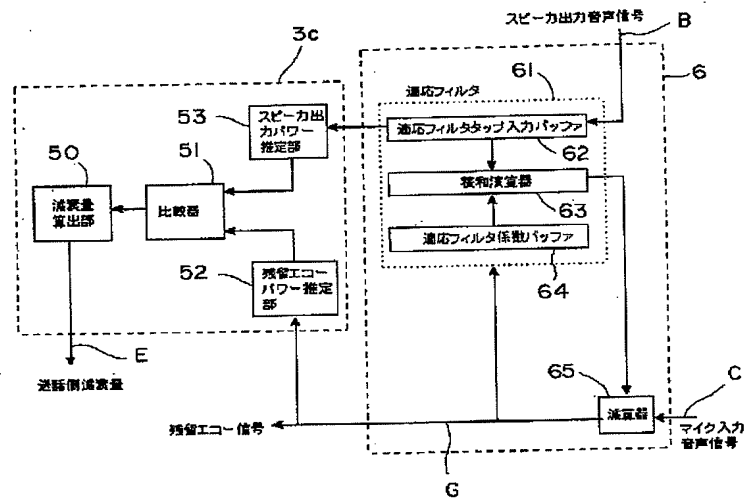 スピーカ出力音声信号
B
3c
6
適応フィルタ
61
53
スピーカ出
力パワー
推定部
適応フィルタタップ入力バッファ
62
50
51
減衰量
算出部
比較器
積和演算器
63
適応フィルタ係数バッファ
64
52
残留エコー
パワー推定
部
E
送話側減衰量
65
減算器
C
残留エコー信号
マイク入力
音声信号
G